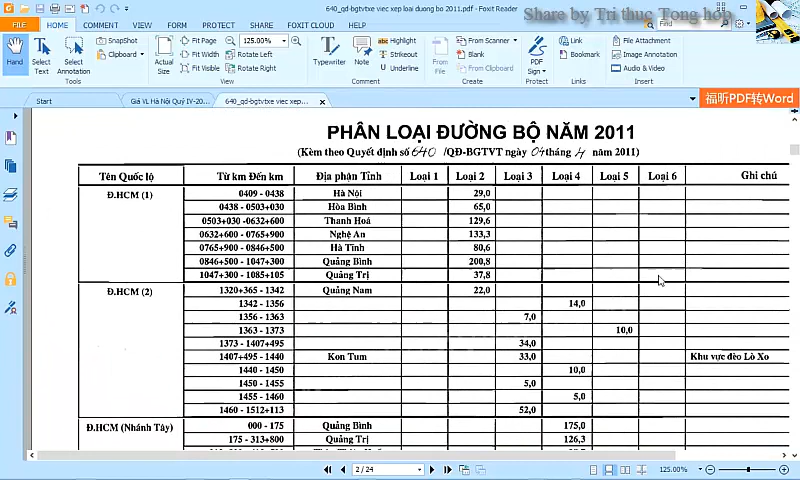 640_qd-bgtvtxe viec xep loai duong bo 2011.pdf - Foxit Reader
Share by Tri thuc Tong hop
FILE HOME COMMENT VIEW FORM PROTECT SHARE FOXIT CLOUD HELP
Find
Hand
Select Text
Select Annotation
SnapShot
Clipboard
Tools
Actual Size
Fit Page
Fit Width
Fit Visible
125.00%
Rotate Left
Rotate Right
View
Typewriter
Note
Highlight
Strikeout
Underline
Comment
From File
From Scanner
Blank
From Clipboard
Create
PDF Sign
Protect
Link
Bookmark
Links
File Attachment
Image Annotation
Audio & Video
Insert
Start
Giá VL Hà Nội Quý IV-20...
640_qd-bgtvtxe viec xep...
福昕PDF转Word
PHÂN LOẠI ĐƯỜNG BỘ NĂM 2011
(Kèm theo Quyết định số 640 /QĐ-BGTVT ngày 04 tháng 4 năm 2011)
Tên Quốc lộ Từ km Đến km Địa phận Tỉnh Loại 1 Loại 2 Loại 3 Loại 4 Loại 5 Loại 6 Ghi chú
Đ.HCM (1) 0409 - 0438 Hà Nội 29,0
0438 - 0503+030 Hòa Bình 65,0
0503+030 -0632+600 Thanh Hoá 129,6
0632+600 - 0765+900 Nghệ An 133,3
0765+900 - 0846+500 Hà Tĩnh 80,6
0846+500 - 1047+300 Quảng Bình 200,8
1047+300 - 1085+105 Quảng Trị 37,8
Đ.HCM (2) 1320+365 - 1342 Quảng Nam 22,0
1342 - 1356 14,0
1356 - 1363 7,0
1363 - 1373 10,0
1373 - 1407+495 34,0
1407+495 - 1440 Kon Tum 33,0 Khu vực đèo Lò Xo
1440 - 1450 10,0
1450 - 1455 5,0
1455 - 1460 5,0
1460 - 1512+113 52,0
Đ.HCM (Nhánh Tây) 000 - 175 Quảng Bình 175,0
175 - 313+800 Quảng Trị 126,3
2 / 24
125.00%